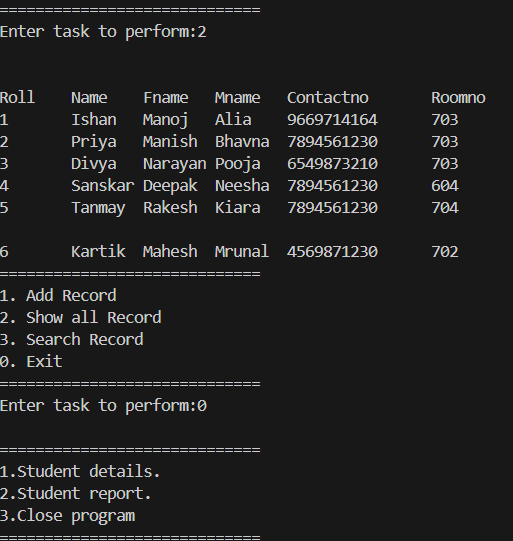 =============================
Enter task to perform:2
Roll Name Fname Mname Contactno Roomno
1 Ishan Manoj Alia 9669714164 703
2 Priya Manish Bhavna 7894561230 703
3 Divya Narayan Pooja 6549873210 703
4 Sanskar Deepak Neesha 7894561230 604
5 Tanmay Rakesh Kiara 7894561230 704
6 Kartik Mahesh Mrunal 4569871230 702
=============================
1. Add Record
2. Show all Record
3. Search Record
0. Exit
=============================
Enter task to perform:0
=============================
1.Student details.
2.Student report.
3.Close program
=============================